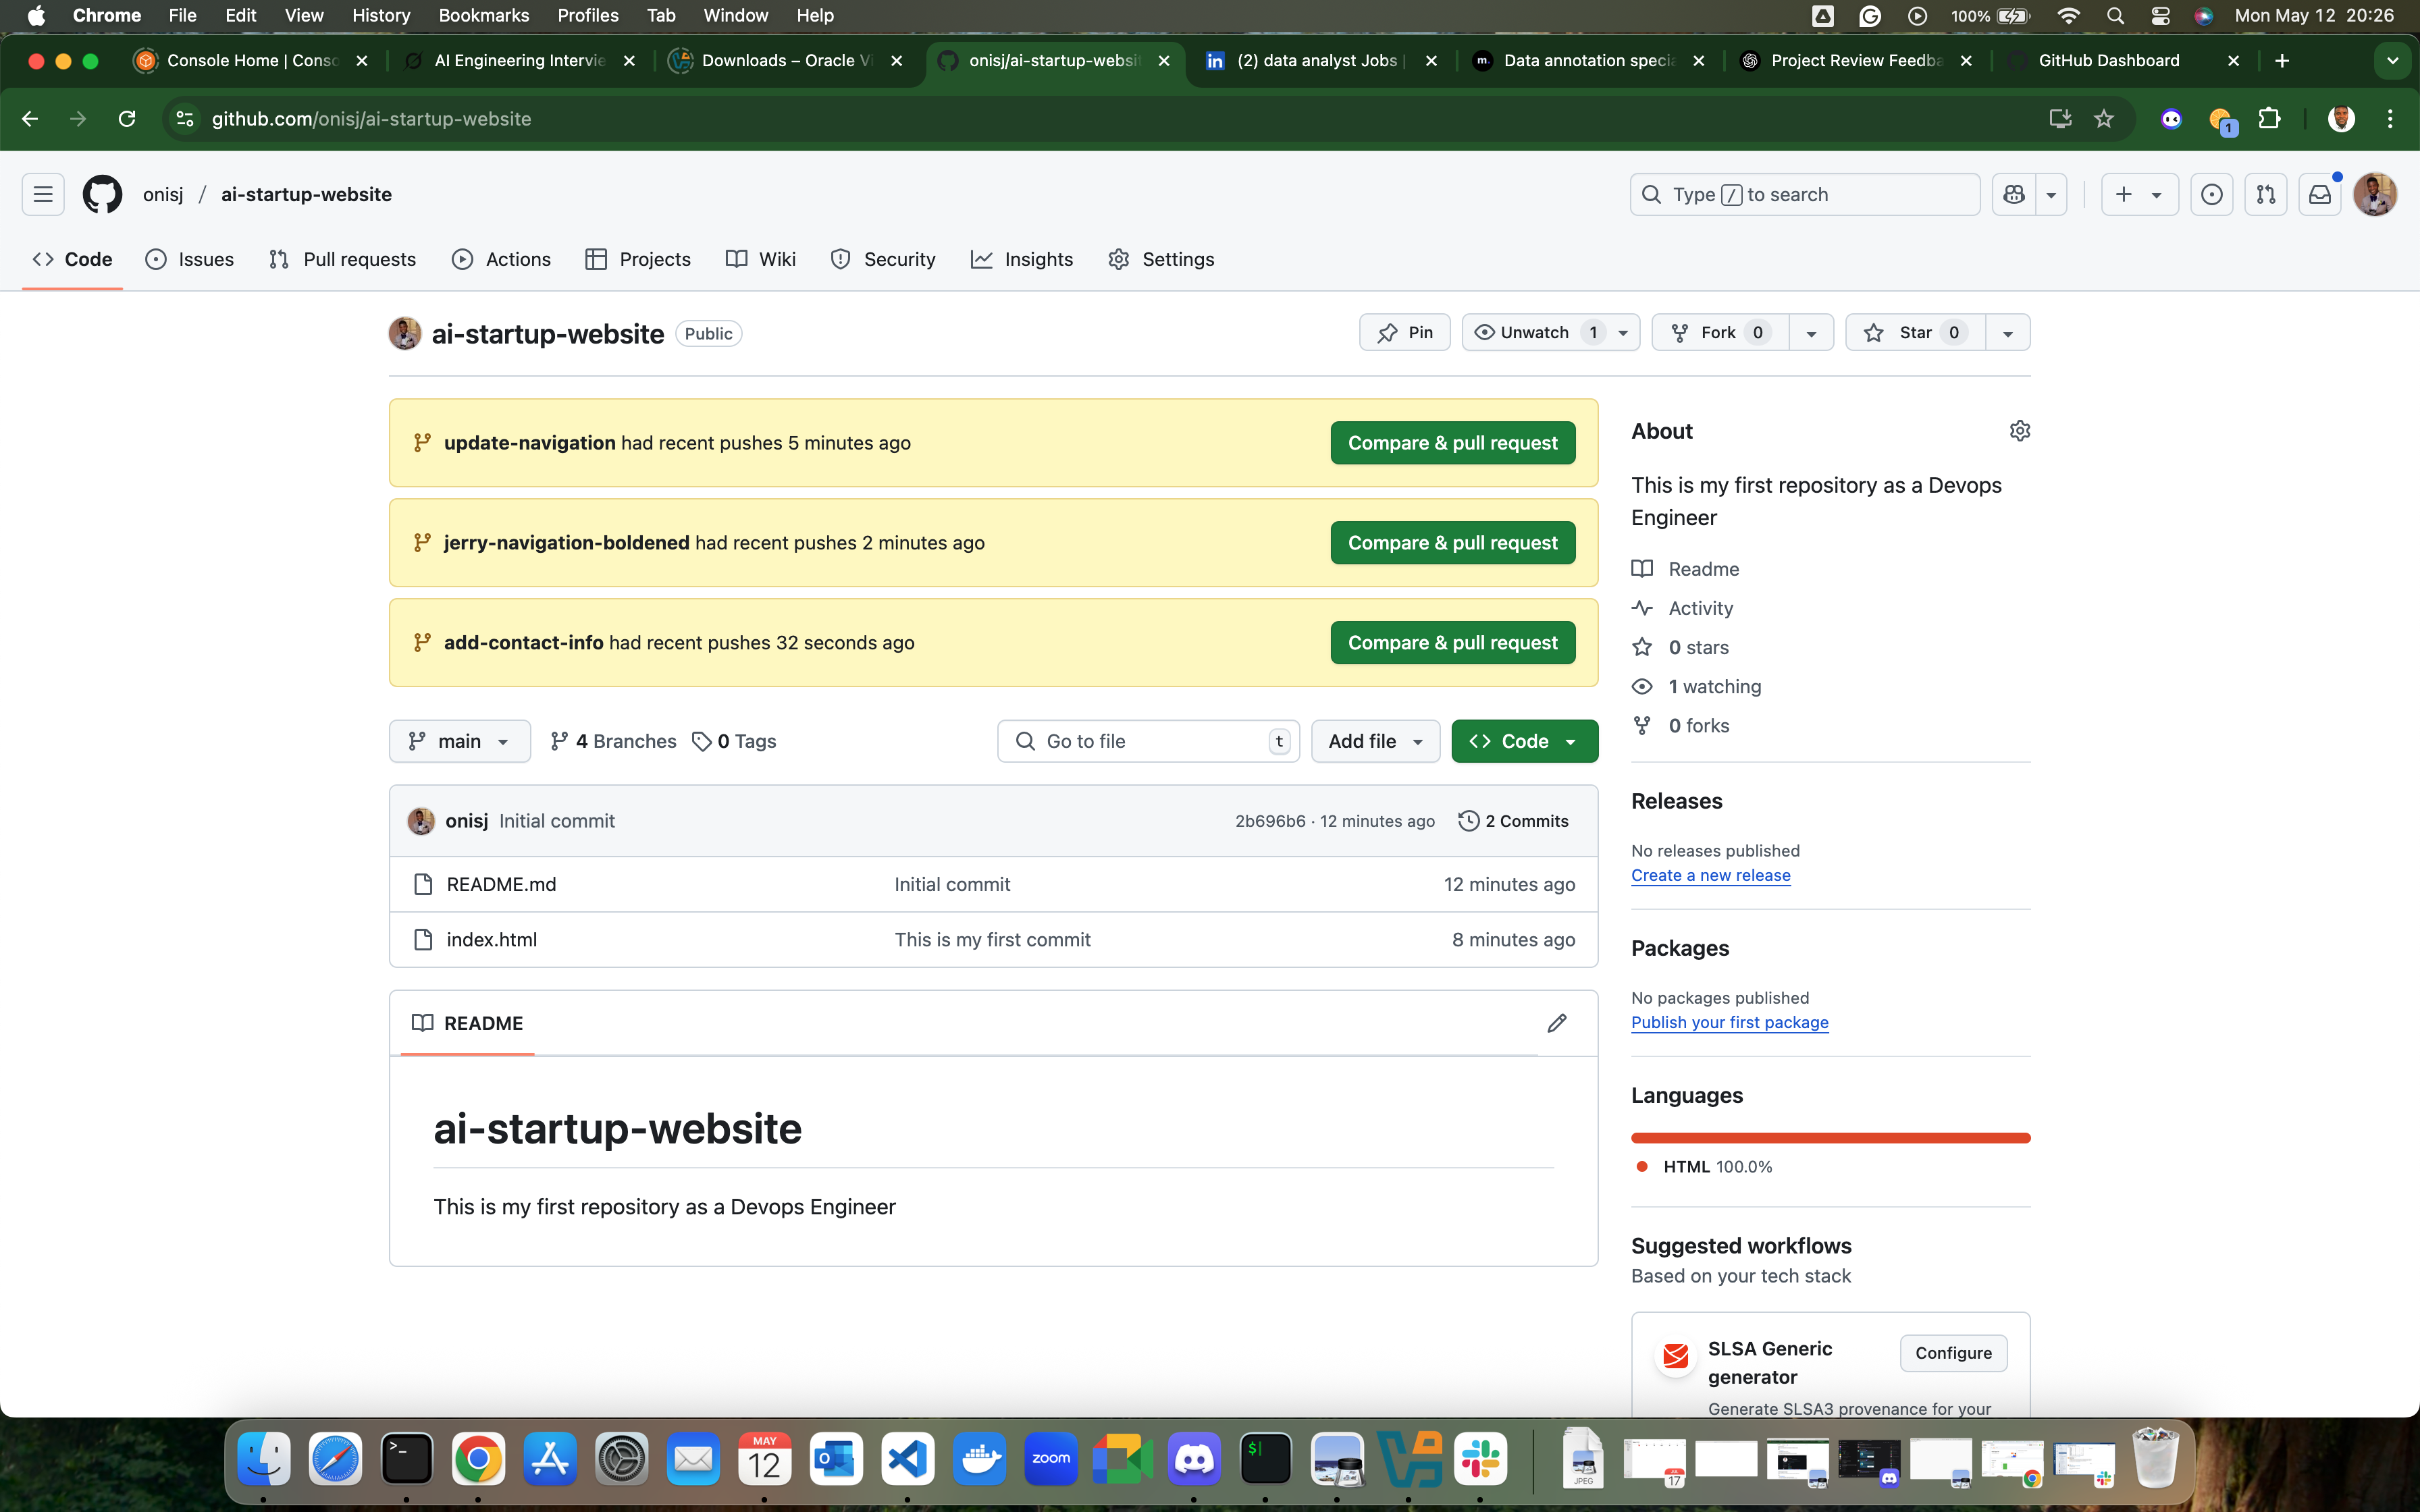 Chrome File Edit View History Bookmarks Profiles Tab Window Help 100% Mon May 12 20:26
Console Home | Conso AI Engineering Intervie Downloads – Oracle Vi onisj/ai-startup-websit (2) data analyst Jobs | Data annotation specia Project Review Feedba GitHub Dashboard
github.com/onisj/ai-startup-website 1
onisj / ai-startup-website Type / to search
Code Issues Pull requests Actions Projects Wiki Security Insights Settings
ai-startup-website Public Pin Unwatch 1 Fork 0 Star 0
update-navigation had recent pushes 5 minutes ago Compare & pull request
jerry-navigation-boldened had recent pushes 2 minutes ago Compare & pull request
add-contact-info had recent pushes 32 seconds ago Compare & pull request
main 4 Branches 0 Tags Go to file t Add file Code
onisj Initial commit 2b696b6 · 12 minutes ago 2 Commits
README.md Initial commit 12 minutes ago
index.html This is my first commit 8 minutes ago
README
ai-startup-website
This is my first repository as a Devops Engineer
About
This is my first repository as a Devops
Engineer
Readme
Activity
0 stars
1 watching
0 forks
Releases
No releases published
Create a new release
Packages
No packages published
Publish your first package
Languages
HTML 100.0%
Suggested workflows
Based on your tech stack
SLSA Generic
generator
Configure
Generate SLSA3 provenance for your
MAY
12
zoom
JPEG
17